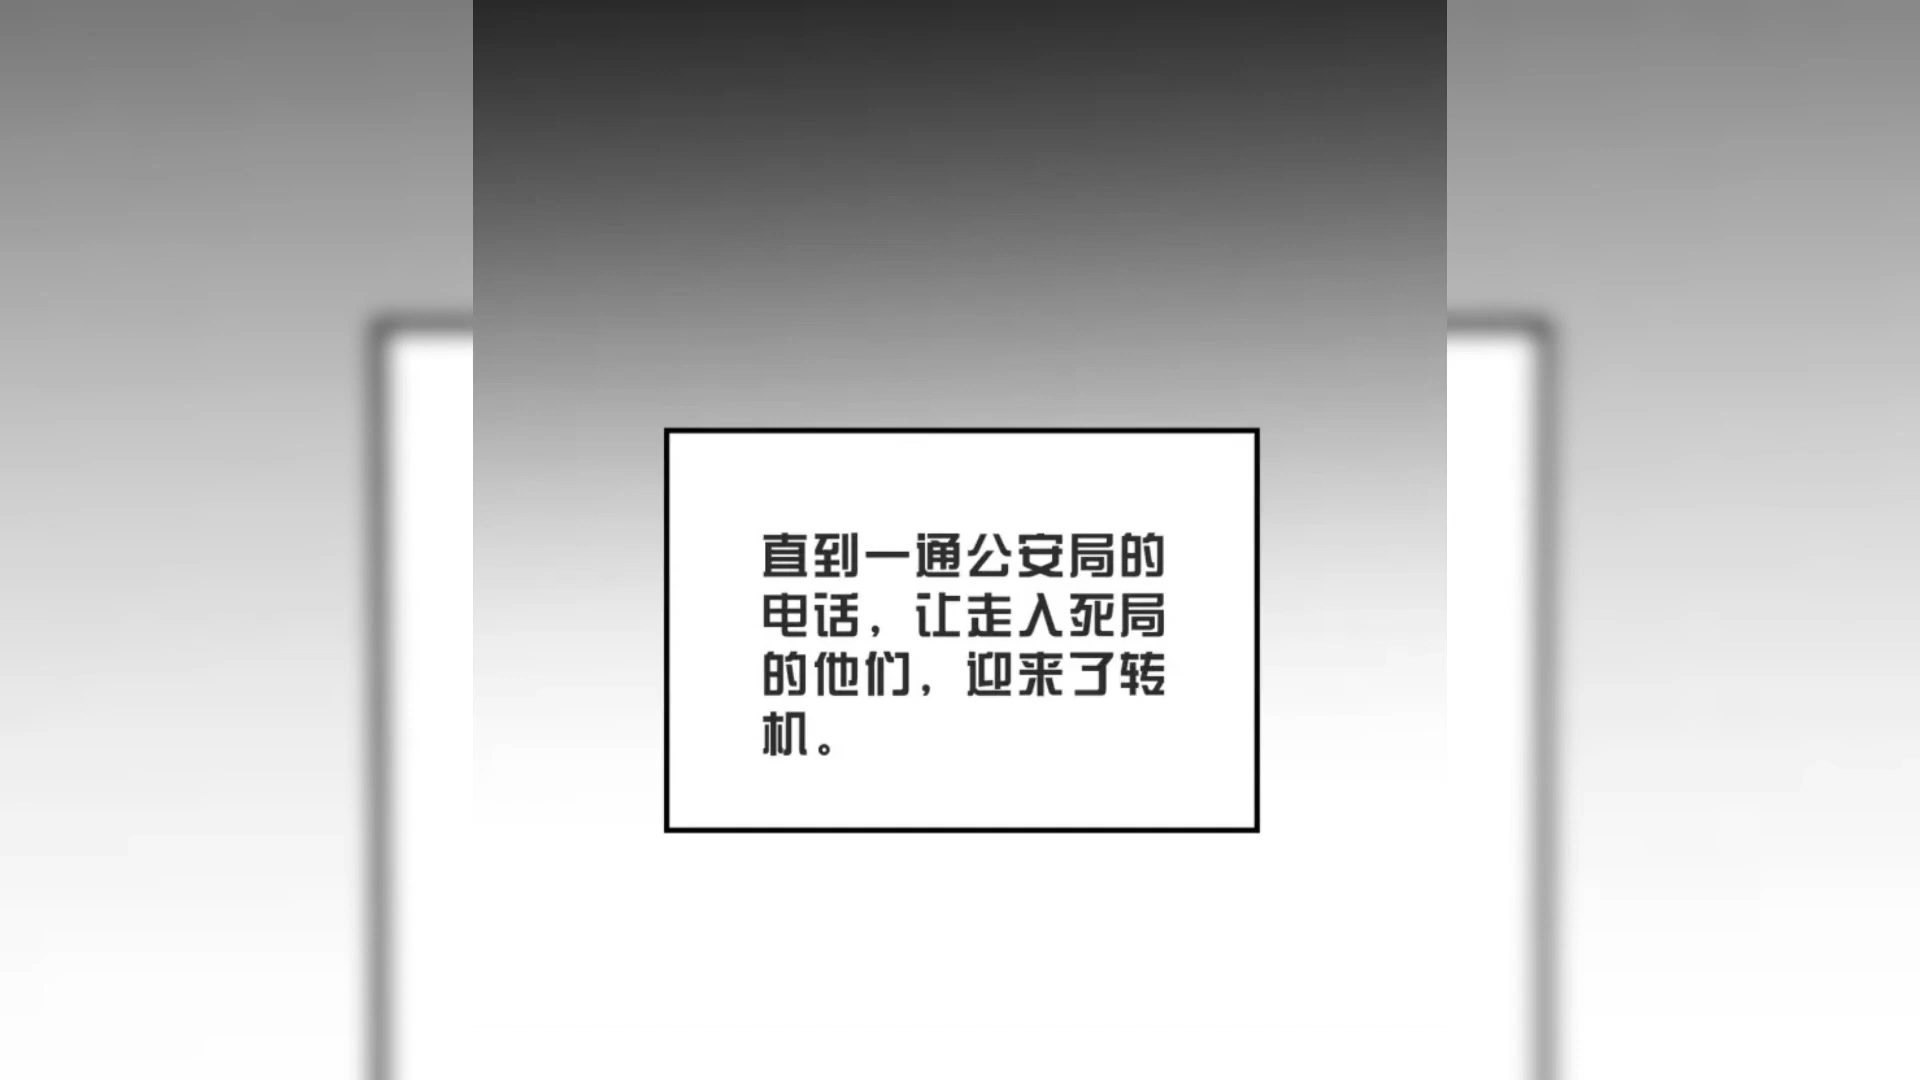 直到一通公安局的
电话，让走入死局
的他们，迎来了转
机。